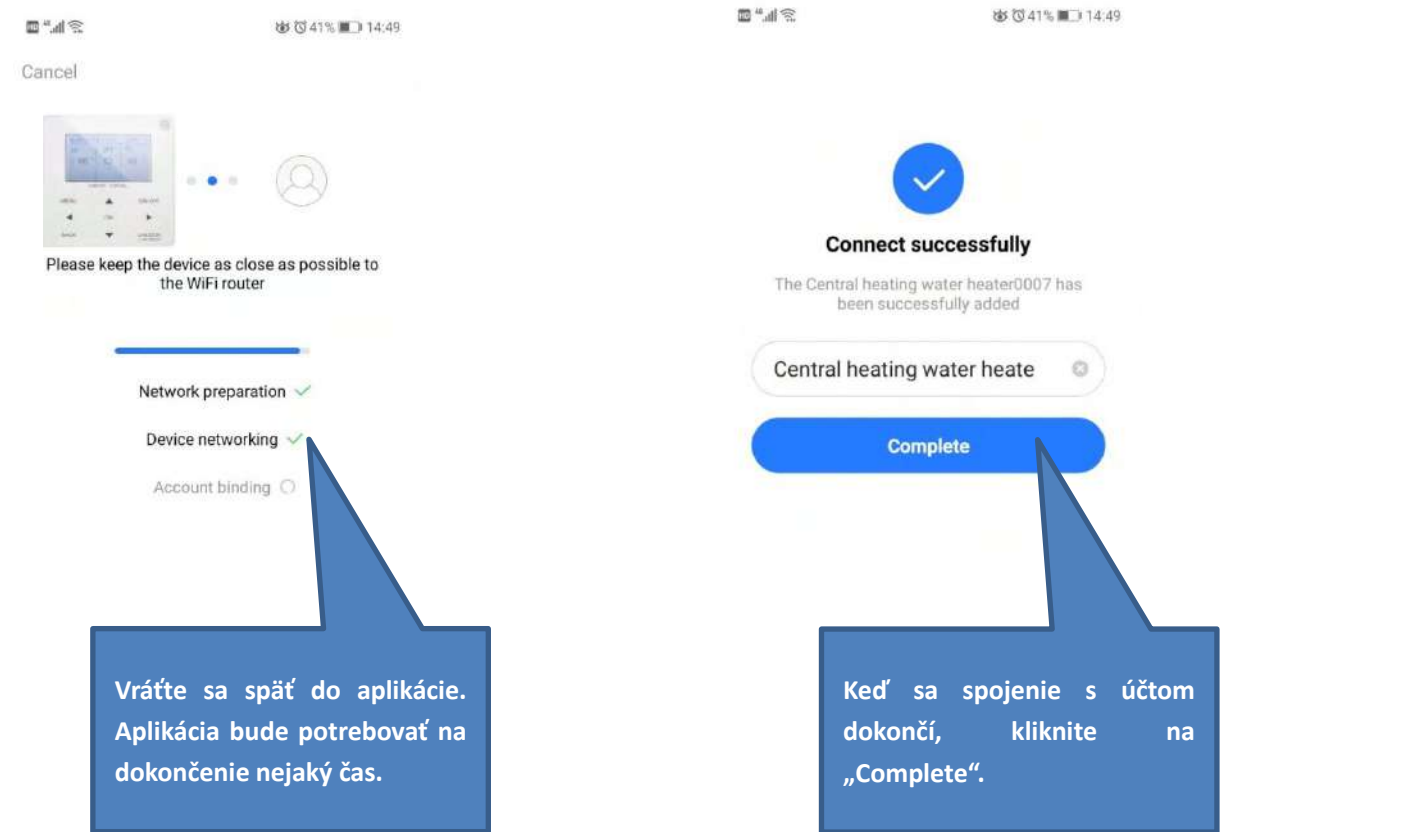 41% 14:49
Cancel
Please keep the device as close as possible to
the WiFi router
Network preparation
Device networking
Account binding
Vráťte sa späť do aplikácie.
Aplikácia bude potrebovať na
dokončenie nejaký čas.
41% 14:49
Connect successfully
The Central heating water heater0007 has
been successfully added
Central heating water heate
Complete
Keď sa spojenie s účtom
dokončí, kliknite na
„Complete“.